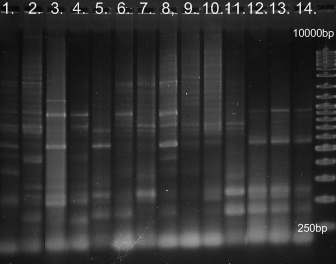 1. 2. 3. 4. 5. 6. 7. 8. 9. 10. 11. 12. 13. 14.
10000bp
250bp